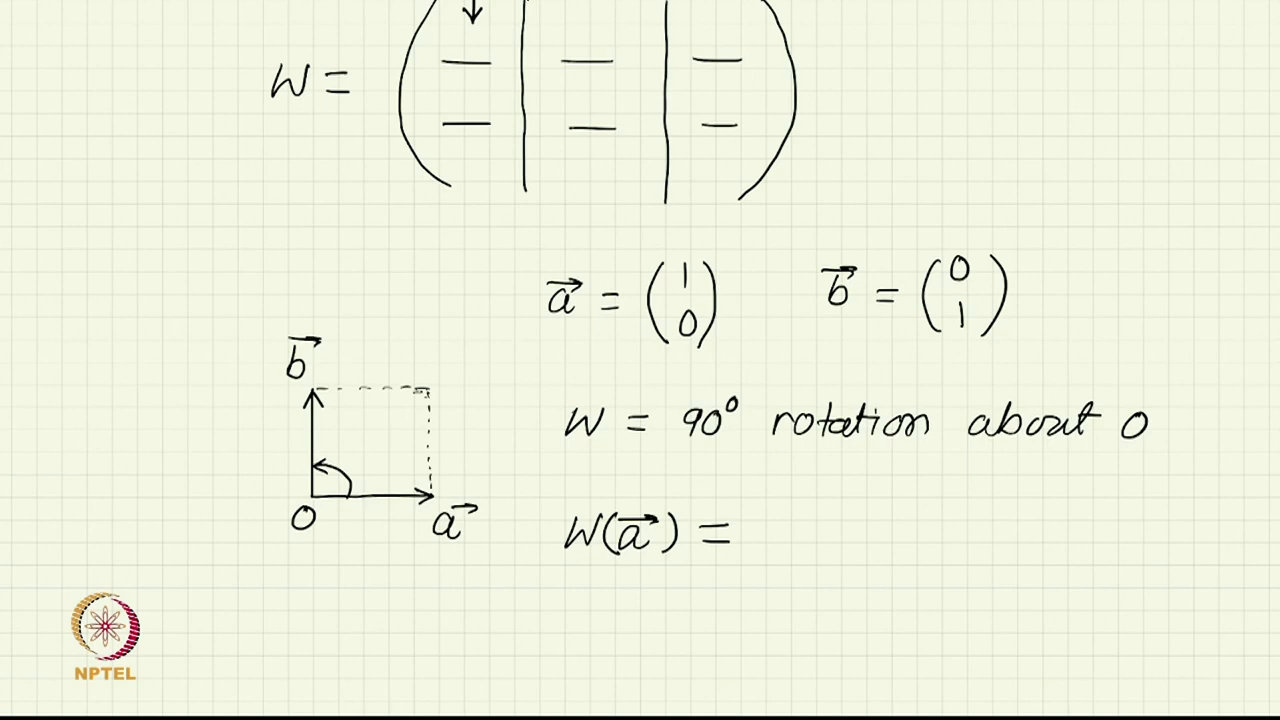 W =
a⃗ = (1 0) b⃗ = (0 1)
b⃗
W = 90° rotation about O
O a⃗
W(a⃗) =
NPTEL